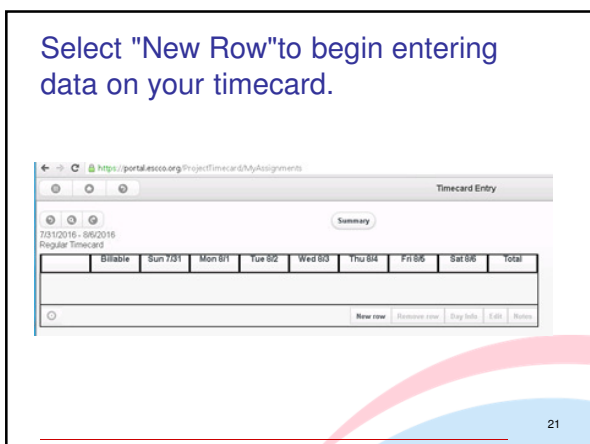 Select "New Row"to begin entering
data on your timecard.
https://portal.escco.org/ProjectTimecard/MyAssignments
Timecard Entry
Summary
7/31/2016 - 8/6/2016
Regular Timecard
Billable Sun 7/31 Mon 8/1 Tue 8/2 Wed 8/3 Thu 8/4 Fri 8/5 Sat 8/6 Total
New row Remove row Day Info Edit Notes
21